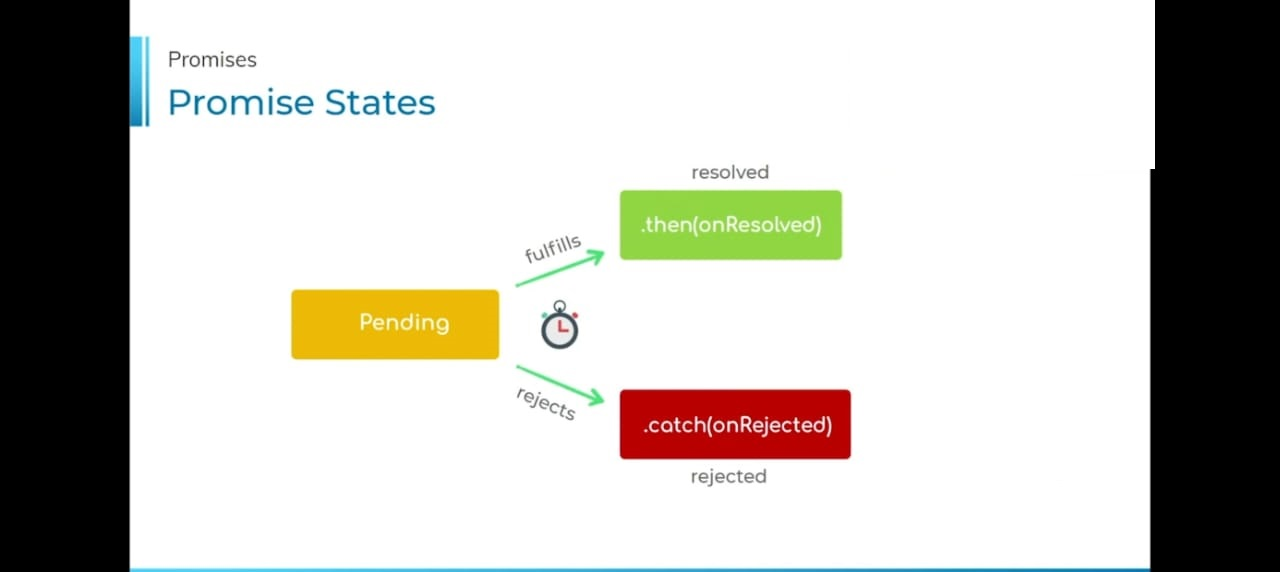 Promises
Promise States
resolved
.then(onResolved)
fulfills
Pending
rejects
.catch(onRejected)
rejected